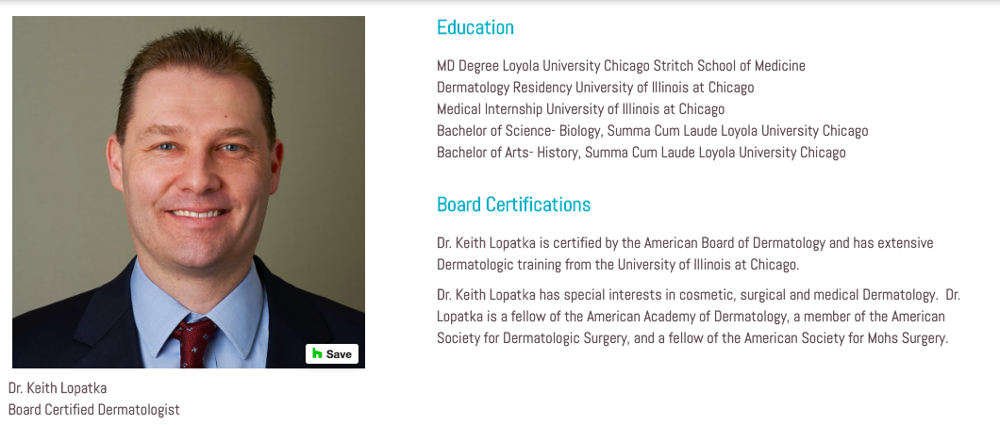 Education
MD Degree Loyola University Chicago Stritch School of Medicine
Dermatology Residency University of Illinois at Chicago
Medical Internship University of Illinois at Chicago
Bachelor of Science- Biology, Summa Cum Laude Loyola University Chicago
Bachelor of Arts- History, Summa Cum Laude Loyola University Chicago
Board Certifications
Dr. Keith Lopatka is certified by the American Board of Dermatology and has extensive
Dermatologic training from the University of Illinois at Chicago.
Dr. Keith Lopatka has special interests in cosmetic, surgical and medical Dermatology.  Dr.
Lopatka is a fellow of the American Academy of Dermatology, a member of the American
Society for Dermatologic Surgery, and a fellow of the American Society for Mohs Surgery.
Save
Dr. Keith Lopatka
Board Certified Dermatologist